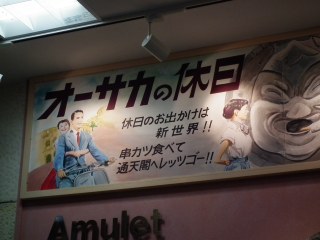 オーサカの休日
休日のお出かけは
新世界!!
串カツ食べて
通天閣へレッツゴー!!
Amulet